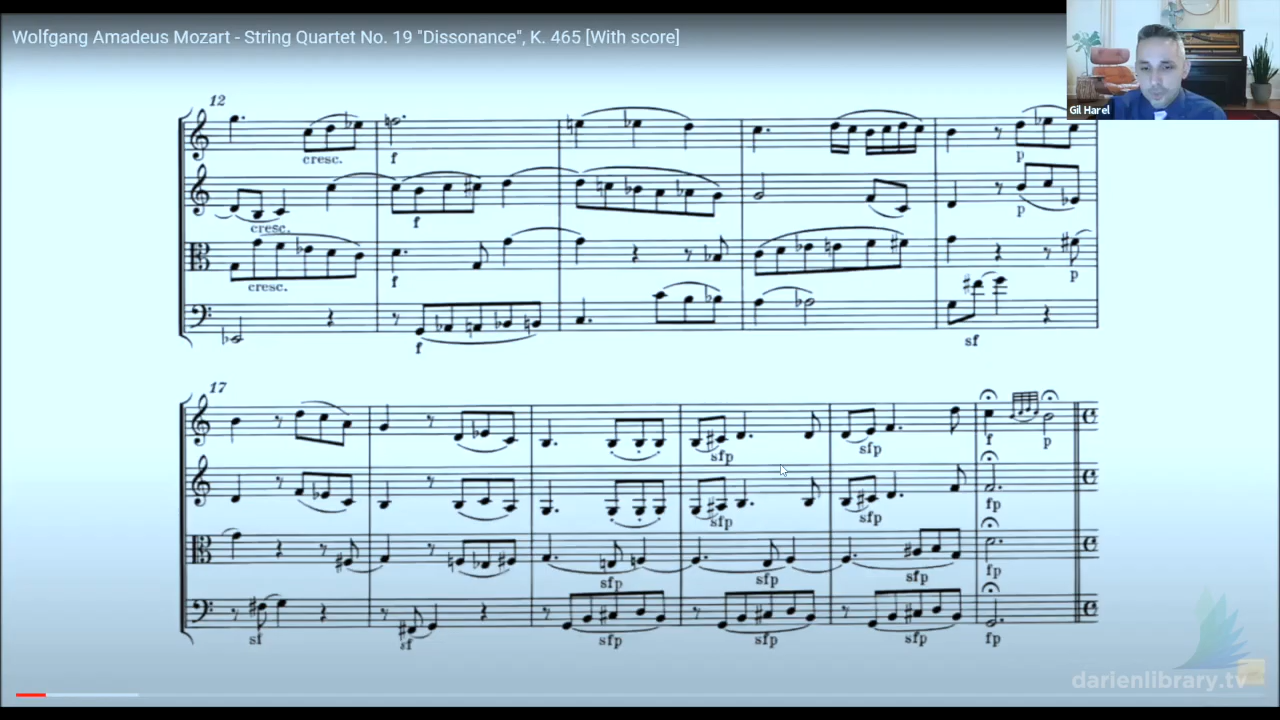 Wolfgang Amadeus Mozart - String Quartet No. 19 "Dissonance", K. 465 [With score]
Gil Harel
12
cresc. f p
cresc. f p
cresc. f p
f sf
17
sfp sfp f p
sfp sfp fp
sfp sfp sfp fp
sf sf sfp sfp sfp fp
darienlibrary.tv